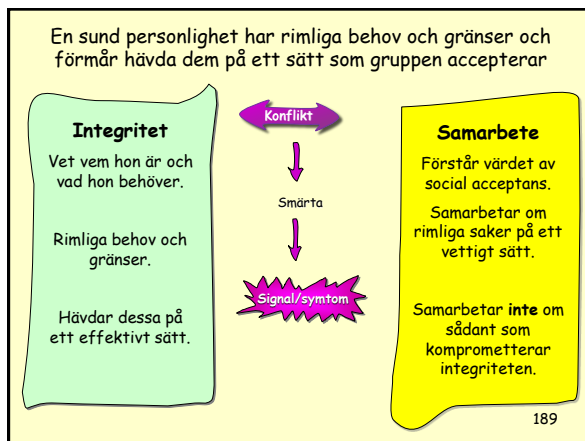 En sund personlighet har rimliga behov och gränser och
förmår hävda dem på ett sätt som gruppen accepterar
Integritet
Vet vem hon är och
vad hon behöver.
Rimliga behov och
gränser.
Hävdar dessa på
ett effektivt sätt.
Konflikt
Smärta
Signal/symtom
Samarbete
Förstår värdet av
social acceptans.
Samarbetar om
rimliga saker på ett
vettigt sätt.
Samarbetar inte om
sådant som
komprometterar
integriteten.
189